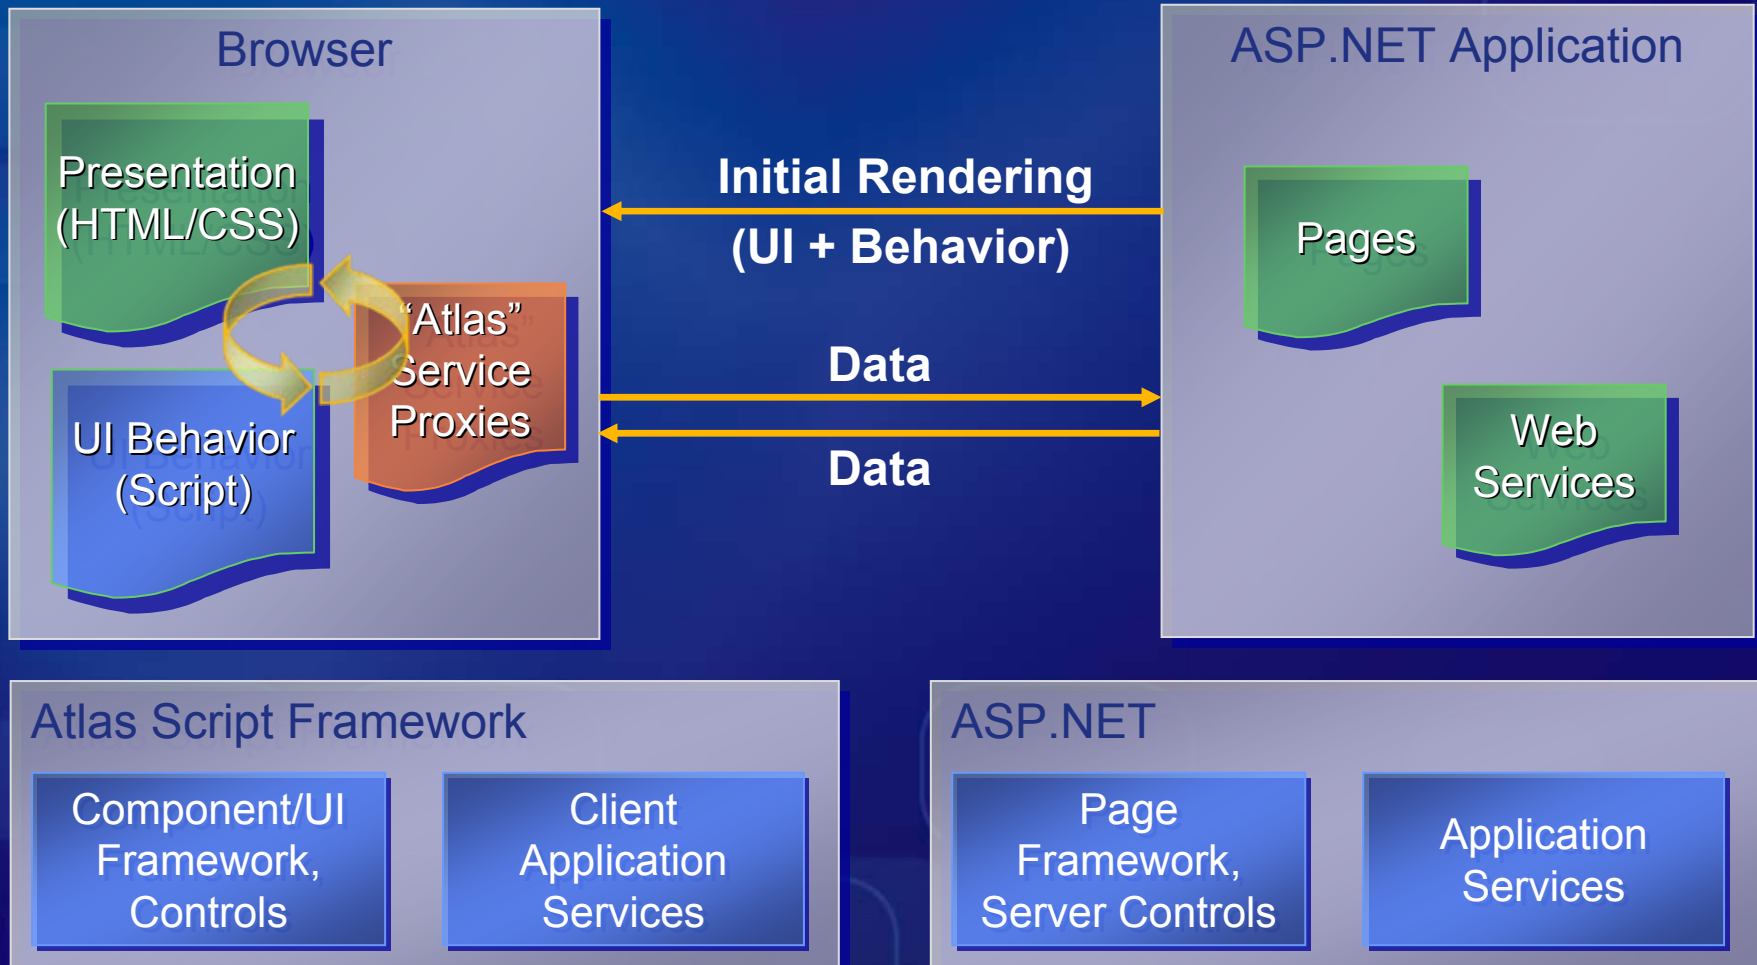 Browser
Presentation
(HTML/CSS)
“Atlas”
Service
Proxies
UI Behavior
(Script)
Initial Rendering
(UI + Behavior)
Data
Data
ASP.NET Application
Pages
Web
Services
Atlas Script Framework
Component/UI
Framework,
Controls
Client
Application
Services
ASP.NET
Page
Framework,
Server Controls
Application
Services